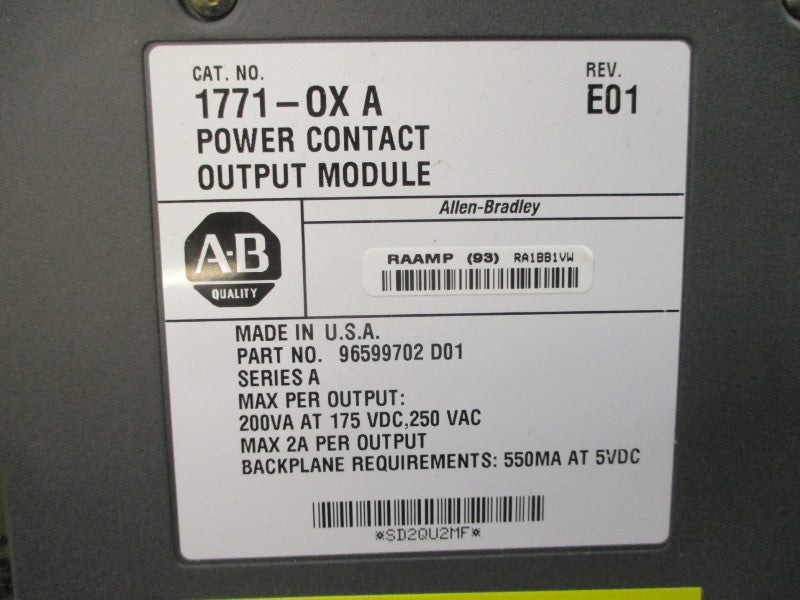 CAT. NO.
REV.
1771-OX A
E01
POWER CONTACT
OUTPUT MODULE
Allen-Bradley
A-B
QUALITY
RAAMP (93) RA1BB1VW
MADE IN U.S.A.
PART NO. 96599702 D01
SERIES A
MAX PER OUTPUT:
200VA AT 175 VDC,250 VAC
MAX 2A PER OUTPUT
BACKPLANE REQUIREMENTS: 550MA AT 5VDC
*SD2QU2MF*